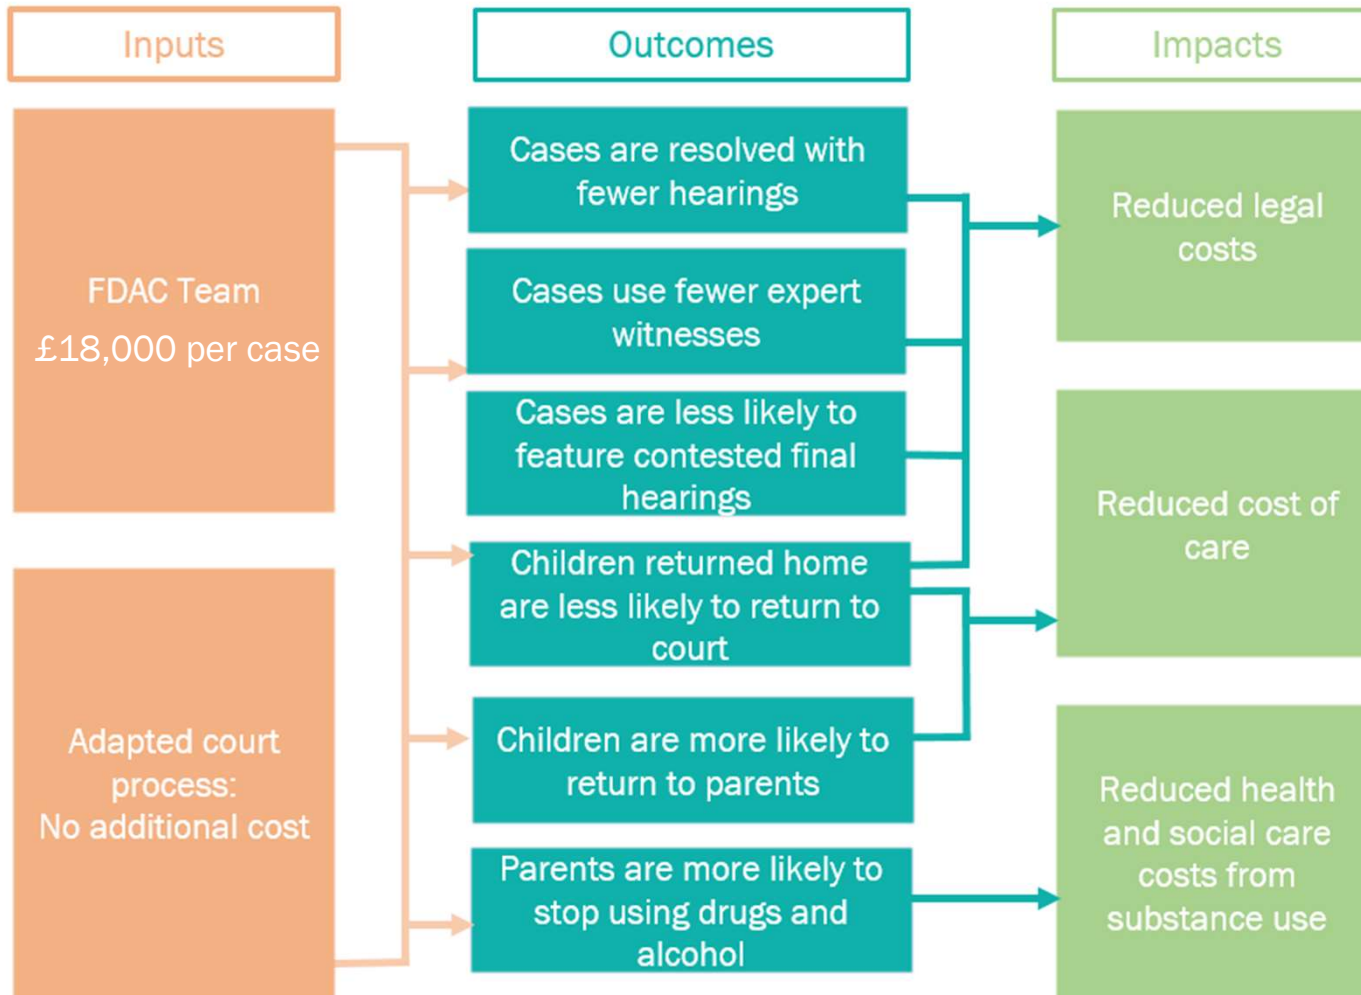 Inputs
Outcomes
Impacts
FDAC Team
£18,000 per case
Adapted court
process:
No additional cost
Cases are resolved with
fewer hearings
Cases use fewer expert
witnesses
Cases are less likely to
feature contested final
hearings
Children returned home
are less likely to return to
court
Children are more likely to
return to parents
Parents are more likely to
stop using drugs and
alcohol
Reduced legal
costs
Reduced cost of
care
Reduced health
and social care
costs from
substance use